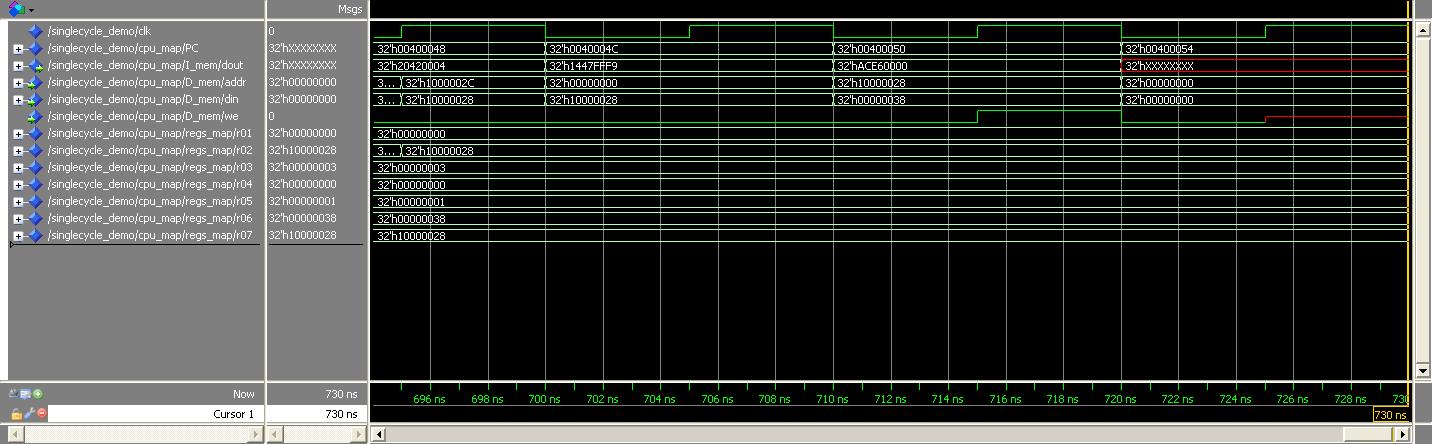 Msgs
/singlecycle_demo/clk 0
/singlecycle_demo/cpu_map/PC 32'hXXXXXXXX 32'h00400048 32'h0040004C 32'h00400050 32'h00400054
/singlecycle_demo/cpu_map/I_mem/dout 32'hXXXXXXXX 32'h20420004 32'h1447FFF9 32'hACE60000 32'hXXXXXXXX
/singlecycle_demo/cpu_map/D_mem/addr 32'h00000000 3... 32'h1000002C 32'h00000000 32'h10000028 32'h00000000
/singlecycle_demo/cpu_map/D_mem/din 32'h00000000 3... 32'h10000028 32'h10000028 32'h00000038 32'h00000000
/singlecycle_demo/cpu_map/D_mem/we 0
/singlecycle_demo/cpu_map/regs_map/r01 32'h00000000 32'h00000000
/singlecycle_demo/cpu_map/regs_map/r02 32'h10000028 3... 32'h10000028
/singlecycle_demo/cpu_map/regs_map/r03 32'h00000003 32'h00000003
/singlecycle_demo/cpu_map/regs_map/r04 32'h00000000 32'h00000000
/singlecycle_demo/cpu_map/regs_map/r05 32'h00000001 32'h00000001
/singlecycle_demo/cpu_map/regs_map/r06 32'h00000038 32'h00000038
/singlecycle_demo/cpu_map/regs_map/r07 32'h10000028 32'h10000028
Now 730 ns 696 ns 698 ns 700 ns 702 ns 704 ns 706 ns 708 ns 710 ns 712 ns 714 ns 716 ns 718 ns 720 ns 722 ns 724 ns 726 ns 728 ns 730
Cursor 1 730 ns 730 ns